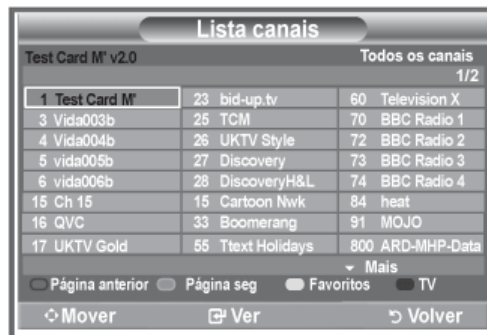 Lista canais
Test Card M' v2.0 Todos os canais
1/2
1 Test Card M' 23 bid-up.tv 60 Television X
3 Vida003b 25 TCM 70 BBC Radio 1
4 Vida004b 26 UKTV Style 72 BBC Radio 2
5 vida005b 27 Discovery 73 BBC Radio 3
6 vida006b 28 DiscoveryH&L 74 BBC Radio 4
15 Ch 15 15 Cartoon Nwk 84 heat
16 QVC 33 Boomerang 91 MOJO
17 UKTV Gold 55 Ttext Holidays 800 ARD-MHP-Data
Mais
Página anterior Página seg Favoritos TV
Mover Ver Volver